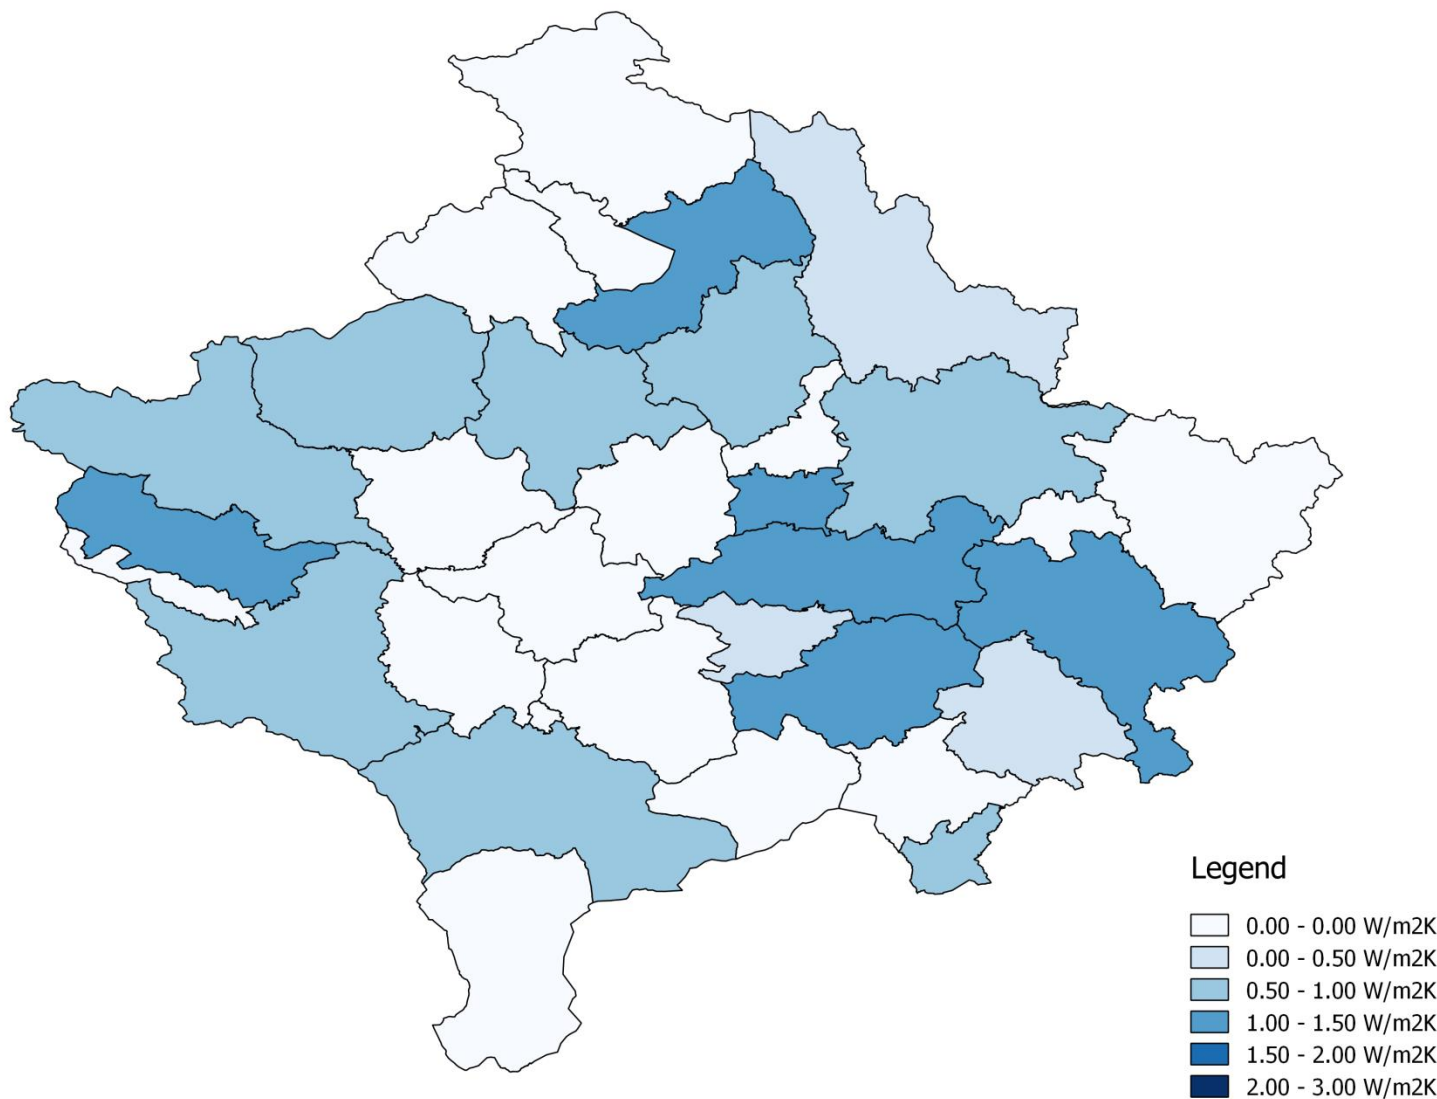 Legend
0.00 - 0.00 W/m2K
0.00 - 0.50 W/m2K
0.50 - 1.00 W/m2K
1.00 - 1.50 W/m2K
1.50 - 2.00 W/m2K
2.00 - 3.00 W/m2K